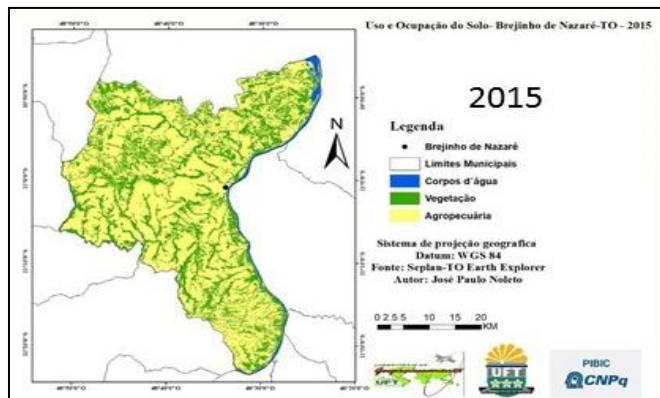 Uso e Ocupação do Solo- Brejinho de Nazaré-TO - 2015
2015
N
Legenda
Brejinho de Nazaré
Limites Municipais
Corpos d'água
Vegetação
Agropecuária
Sistema de projeção geografica
Datum: WGS 84
Fonte: Seplan-TO Earth Explorer
Autor: José Paulo Noleto
0 2.5 5 10 15 20
KM
UFT
UFT
PIBIC
CNPq